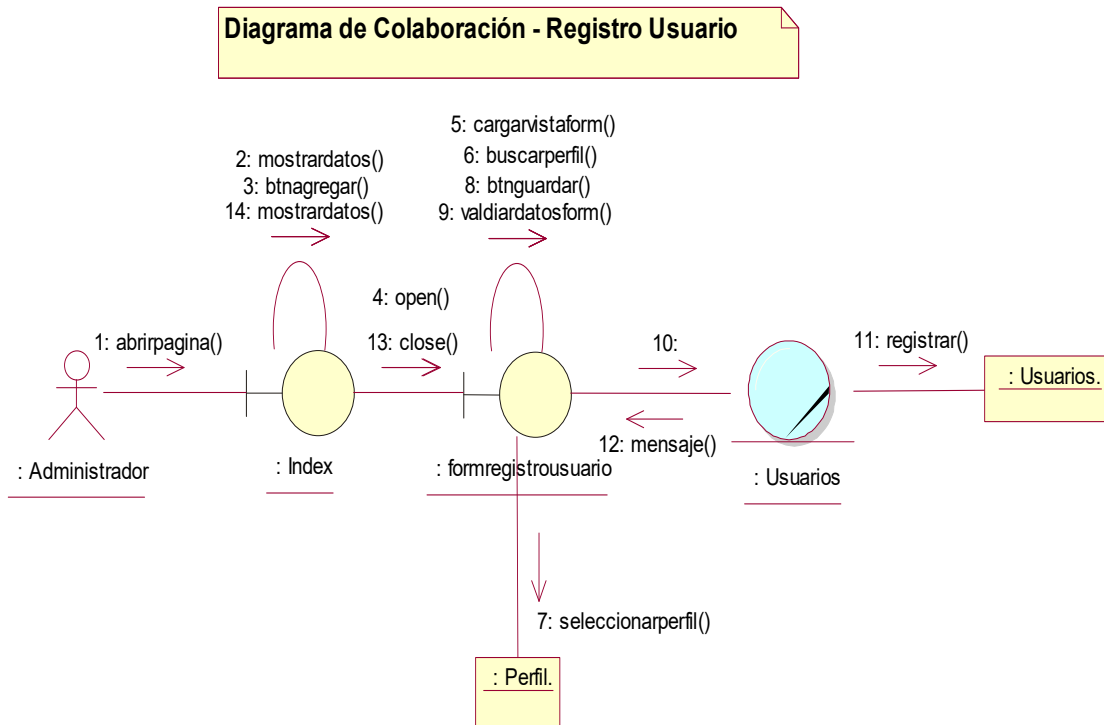 Diagrama de Colaboración - Registro Usuario
5: cargarvistaform()
6: buscarperfil()
8: btnguardar()
9: valdiardatosform()
2: mostrardatos()
3: btnagregar()
14: mostrardatos()
4: open()
13: close()
1: abrirpagina()
10:
11: registrar()
12: mensaje()
: Administrador
: Index
: formregistrousuario
: Usuarios
: Usuarios.
7: seleccionarperfil()
: Perfil.